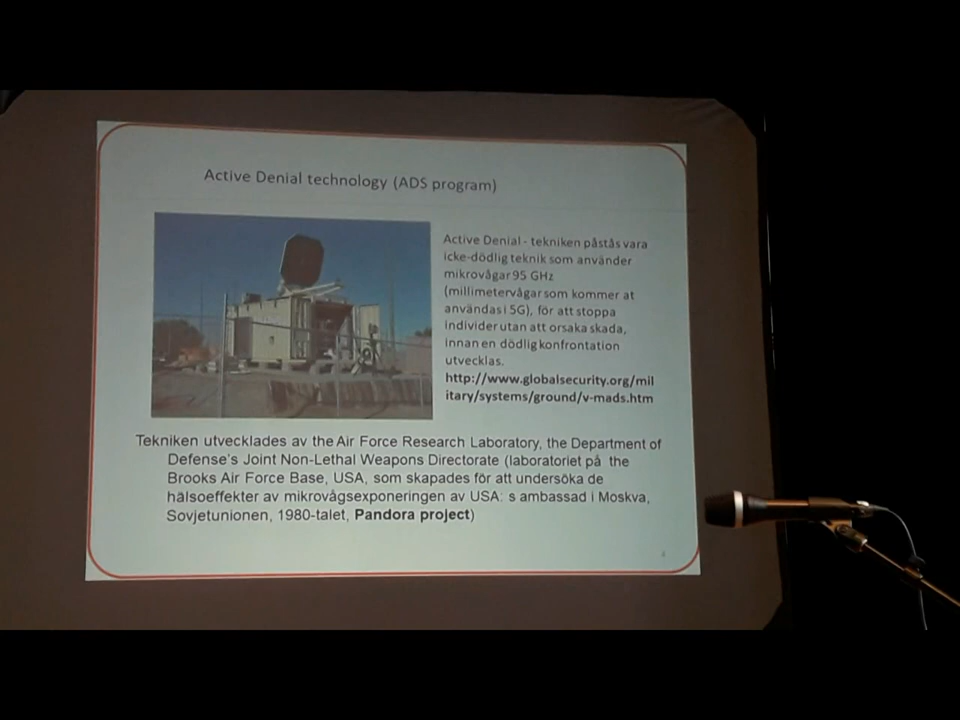 Active Denial technology (ADS program)
Active Denial - tekniken påstås vara
icke-dödlig teknik som använder
mikrovågar 95 GHz
(millimetervågar som kommer at
användas i 5G), för att stoppa
individer utan att orsaka skada,
innan en dödlig konfrontation
utvecklas.
http://www.globalsecurity.org/mil
itary/systems/ground/v-mads.htm
Tekniken utvecklades av the Air Force Research Laboratory, the Department of
Defense's Joint Non-Lethal Weapons Directorate (laboratoriet på the
Brooks Air Force Base, USA, som skapades för att undersöka de
hälsoeffekter av mikrovågsexponeringen av USA: s ambassad i Moskva,
Sovjetunionen, 1980-talet, Pandora project)